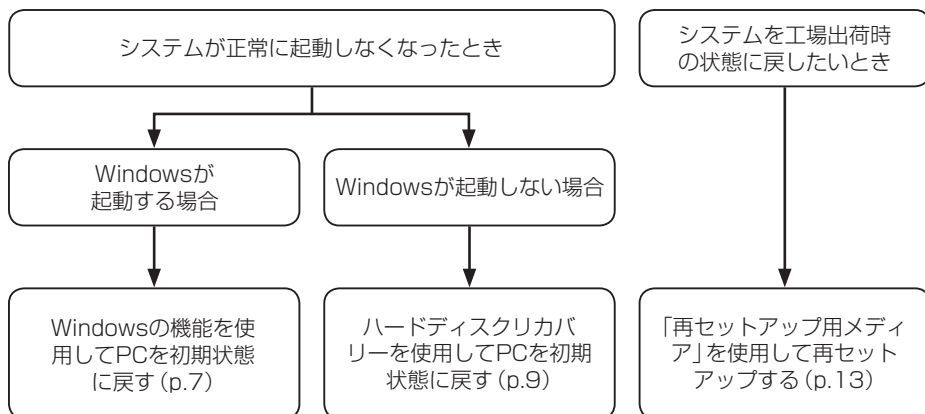 システムが正常に起動しなくなったとき
システムを工場出荷時
の状態に戻したいとき
Windowsが
起動する場合
Windowsが起動しない場合
Windowsの機能を使
用してPCを初期状態
に戻す(p.7)
ハードディスクリカバ
リーを使用してPCを初期
状態に戻す(p.9)
「再セットアップ用メディ
ア」を使用して再セット
アップする(p.13)